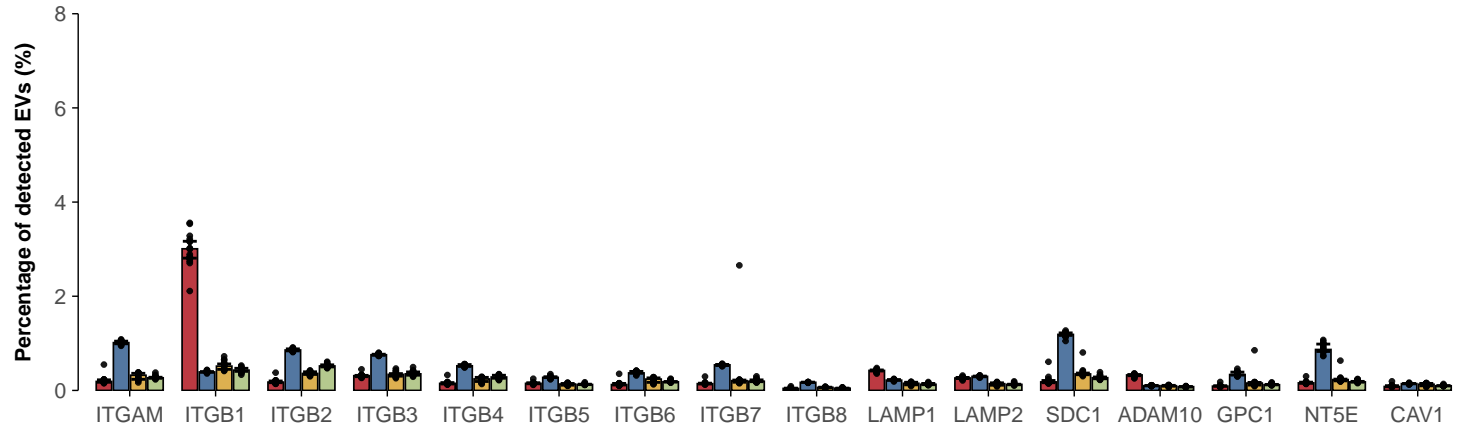 Percentage of detected EVs (%)
8
6
4
2
0
ITGAM ITGB1 ITGB2 ITGB3 ITGB4 ITGB5 ITGB6 ITGB7 ITGB8 LAMP1 LAMP2 SDC1 ADAM10 GPC1 NT5E CAV1